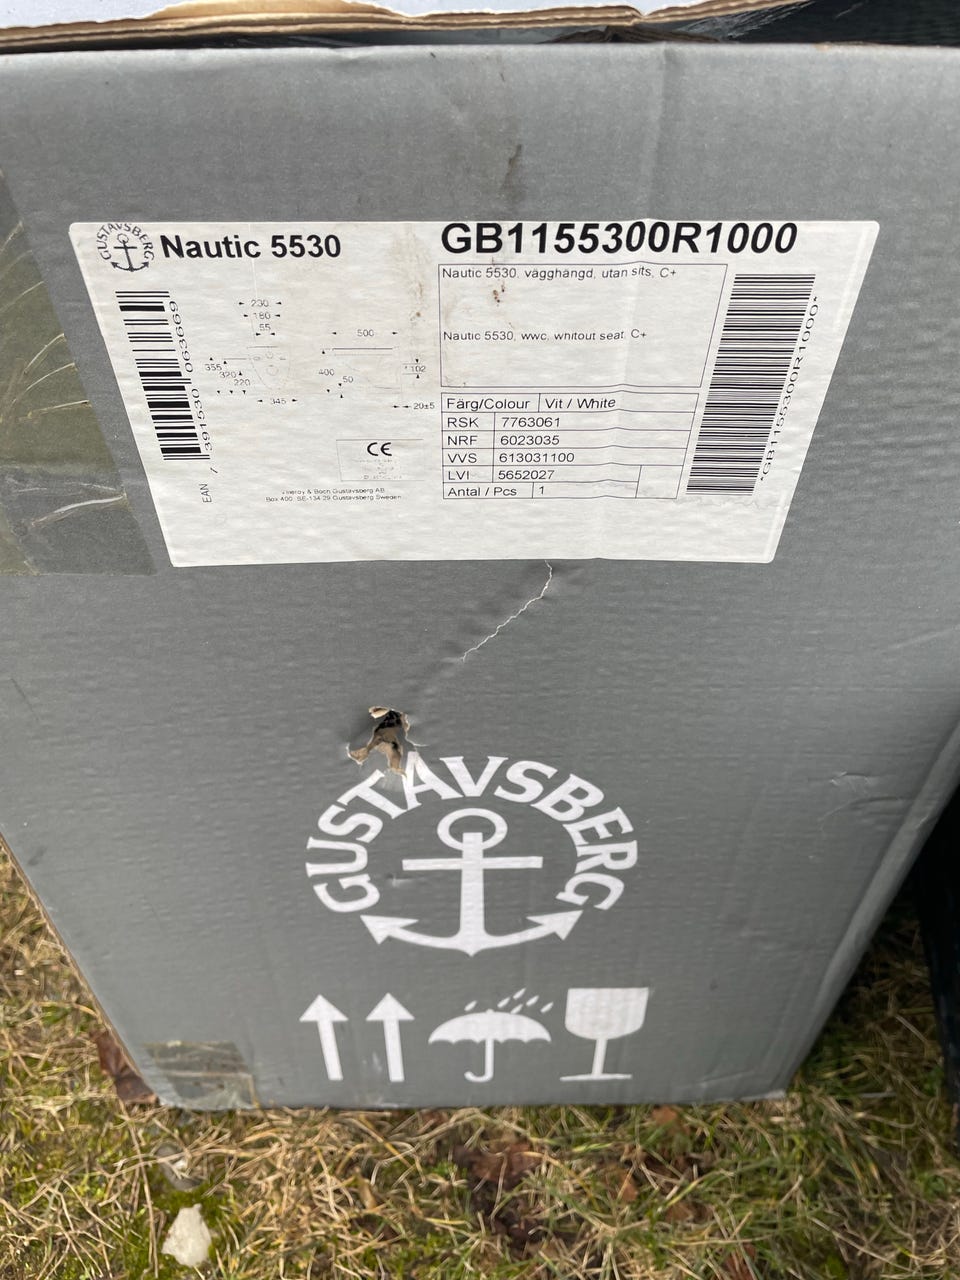 GUSTAVSBERG
Nautic 5530
GB1155300R1000
Nautic 5530, vägghängd, utan sits, C+
Nautic 5530, wwc, whitout seat, C+
230
180
55
355
320
220
345
500
400
50
102
20±5
CE
Villeroy & Boch Gustavsberg AB
Box 400, SE-134 29 Gustavsberg Sweden
Färg/Colour Vit / White
RSK 7763061
NRF 6023035
VVS 613031100
LVI 5652027
Antal / Pcs 1
EAN 7 391530 063669
*GB1155300R1000*
GUSTAVSBERG